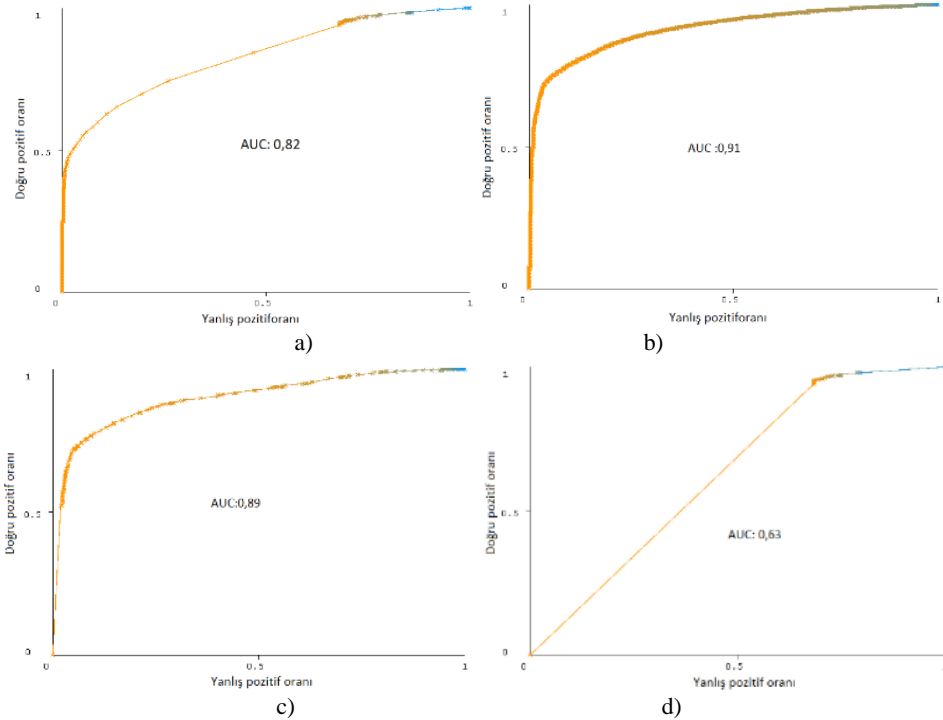 1
Doğru pozitif oranı
0.5
AUC: 0,82
0
0
0.5
1
Yanlış pozitiforanı
a)
1
Doğru pozitif oranı
0.5
AUC :0,91
0
0
0.5
1
Yanlış pozitiforanı
b)
1
Doğru pozitif oranı
0.5
AUC:0,89
0
0
0.5
1
Yanlış pozitif oranı
c)
1
Doğru pozitif oranı
0.5
AUC: 0,63
0
0
0.5
1
Yanlış pozitif oranı
d)